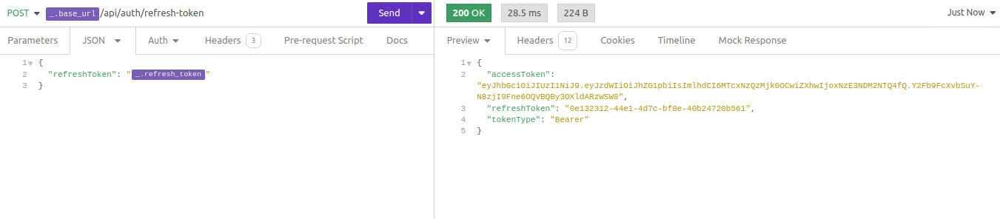 POST _.base_url/api/auth/refresh-token Send
200 OK 28.5 ms 224 B Just Now
Parameters JSON Auth Headers 3 Pre-request Script Docs
Preview Headers 12 Cookies Timeline Mock Response
1 {
2 "refreshToken": "_.refresh_token"
3 }
1 {
2 "accessToken":
"eyJhbGciOiJIUzI1NiJ9.eyJzdWIiOiJhZG1pbiIsImlhdCI6MTcxNzQzMjk0OCwiZXhwIjoxNzE3NDM2NTQ4fQ.Y2Fb9FcXvbSuY-
N8zjI9Fne6OQVBQBy3OXldARzWSW8",
3 "refreshToken": "0e132312-44e1-4d7c-bf8e-40b24720b561",
4 "tokenType": "Bearer"
5 }